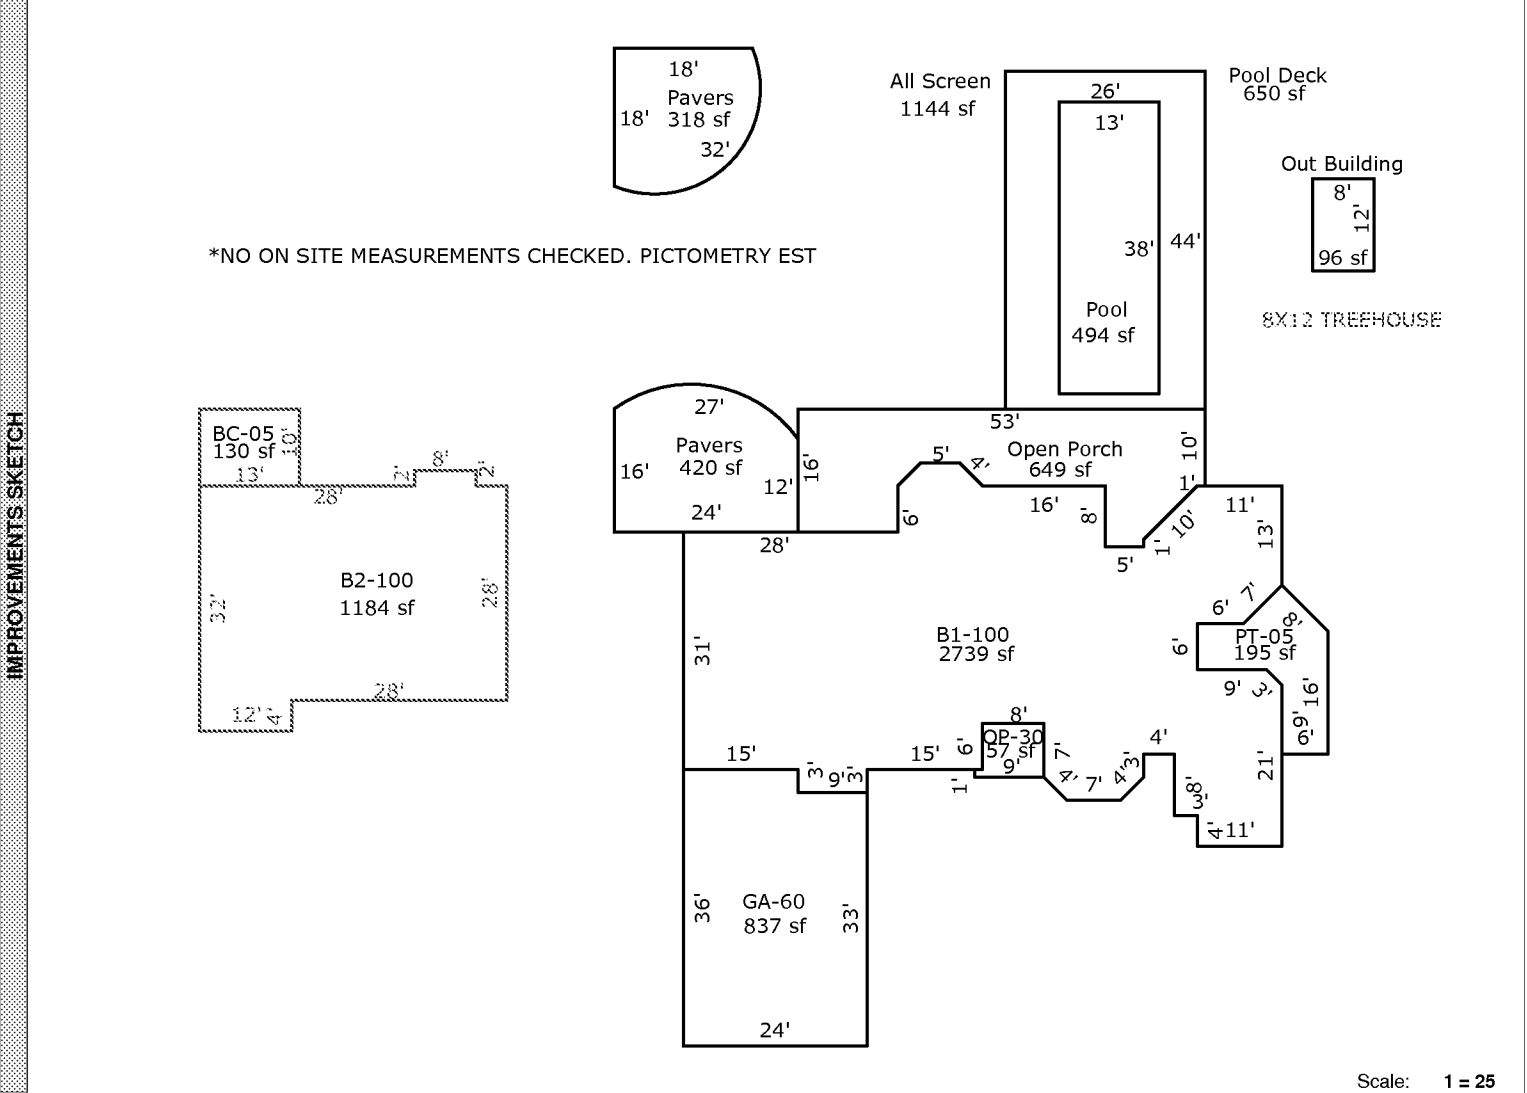 IMPROVEMENTS SKETCH
18'
Pavers
18'
318 sf
32'
All Screen
1144 sf
26'
13'
38'
44'
Pool
494 sf
Pool Deck
650 sf
Out Building
8'
12'
96 sf
8X12 TREEHOUSE
*NO ON SITE MEASUREMENTS CHECKED. PICTOMETRY EST
BC-05
130 sf
10'
13'
28'
2'
8'
2'
B2-100
1184 sf
32'
28'
28'
12'
4'
27'
Pavers
16'
420 sf
12'
24'
16'
53'
Open Porch
649 sf
10'
5'
4'
6'
16'
8'
5'
1'
10'
1'
11'
13'
28'
31'
B1-100
2739 sf
7'
6'
6'
8'
PT-05
195 sf
9'
3'
16'
9'
6'
21'
15'
3'
9'
3'
15'
6'
1'
8'
OP-30
57 sf
9'
7'
4'
7'
4'
3'
4'
8'
3'
4'
11'
36'
GA-60
837 sf
33'
24'
Scale: 1 = 25